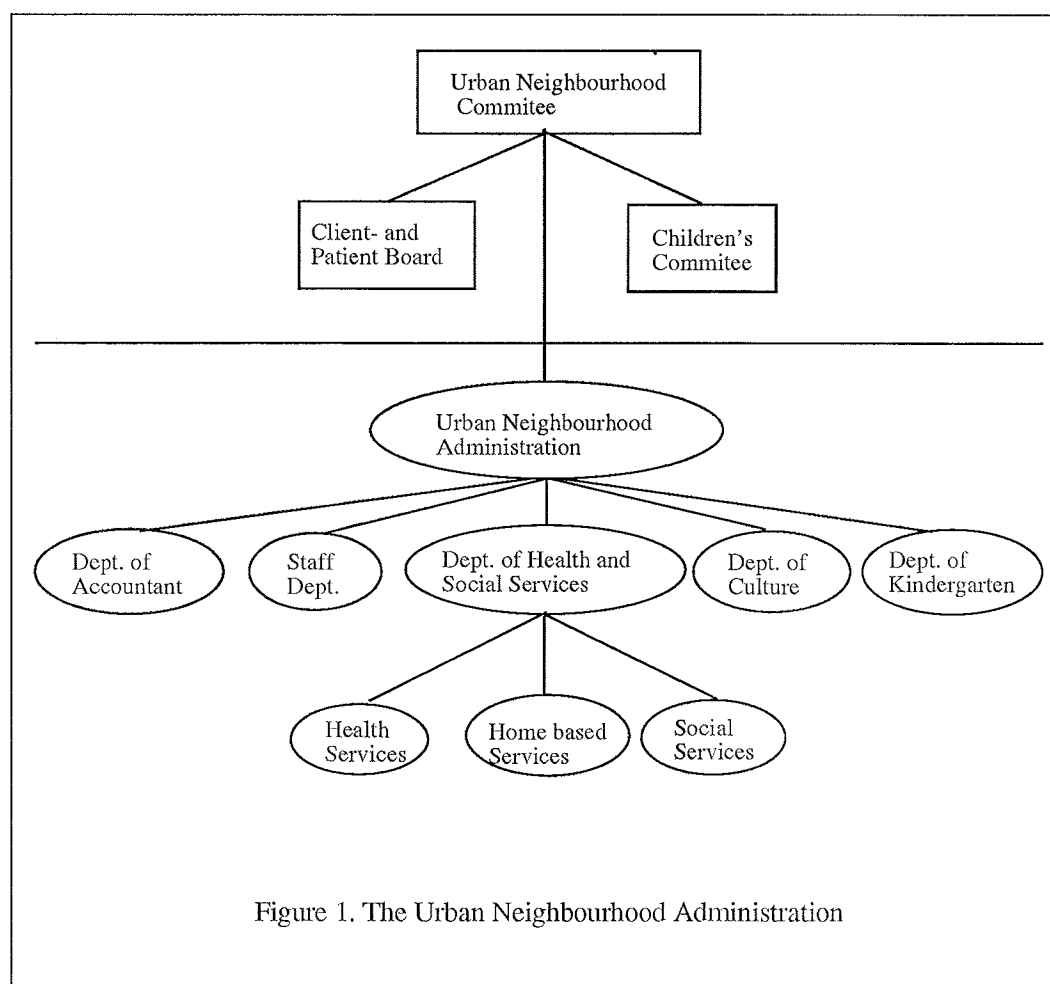 Urban Neighbourhood
Commitee
Client- and
Patient Board
Children's
Commitee
Urban Neighbourhood
Administration
Dept. of
Accountant
Staff
Dept.
Dept. of Health and
Social Services
Dept. of
Culture
Dept. of
Kindergarten
Health
Services
Home based
Services
Social
Services
Figure 1. The Urban Neighbourhood Administration